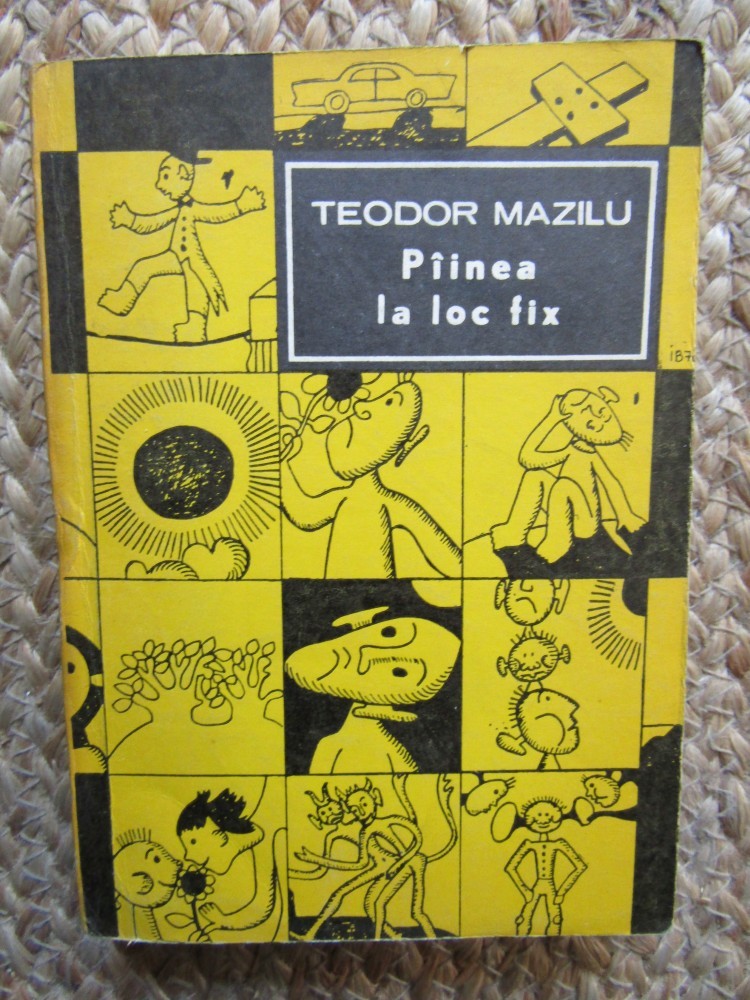 TEODOR MAZILU
Pîinea
la loc fix